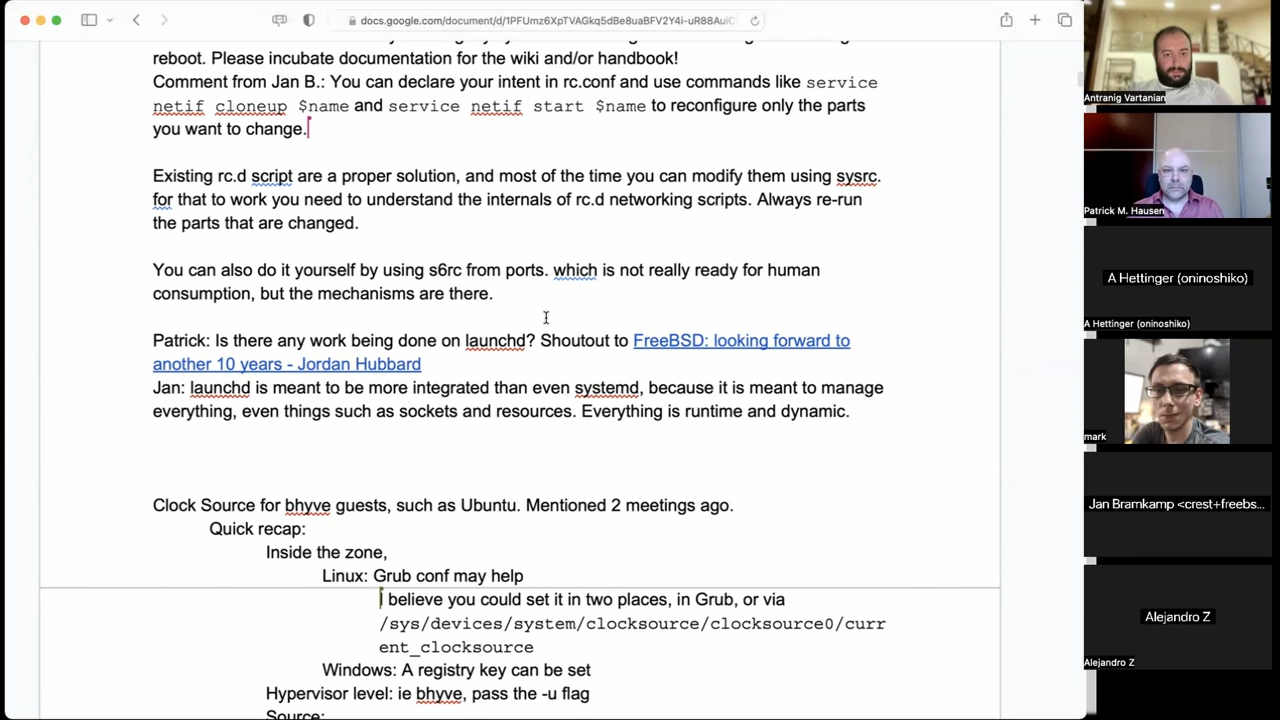 docs.google.com/document/d/1PFUmz6XpTVAGkq5dBe8uaBFV2Y4i-uR88AuiC
reboot. Please incubate documentation for the wiki and/or handbook!
Comment from Jan B.: You can declare your intent in rc.conf and use commands like service
netif cloneup $name and service netif start $name to reconfigure only the parts
you want to change.
Existing rc.d script are a proper solution, and most of the time you can modify them using sysrc.
for that to work you need to understand the internals of rc.d networking scripts. Always re-run
the parts that are changed.
You can also do it yourself by using s6rc from ports. which is not really ready for human
consumption, but the mechanisms are there.
Patrick: Is there any work being done on launchd? Shoutout to FreeBSD: looking forward to
another 10 years - Jordan Hubbard
Jan: launchd is meant to be more integrated than even systemd, because it is meant to manage
everything, even things such as sockets and resources. Everything is runtime and dynamic.
Clock Source for bhyve guests, such as Ubuntu. Mentioned 2 meetings ago.
Quick recap:
Inside the zone,
Linux: Grub conf may help
I believe you could set it in two places, in Grub, or via
/sys/devices/system/clocksource/clocksource0/curr
ent_clocksource
Windows: A registry key can be set
Hypervisor level: ie bhyve, pass the -u flag
Source:
Antranig Vartanian
Patrick M. Hausen
A Hettinger (oninoshiko)
A Hettinger (oninoshiko)
mark
Jan Bramkamp <crest+freebs...
Alejandro Z
Alejandro Z